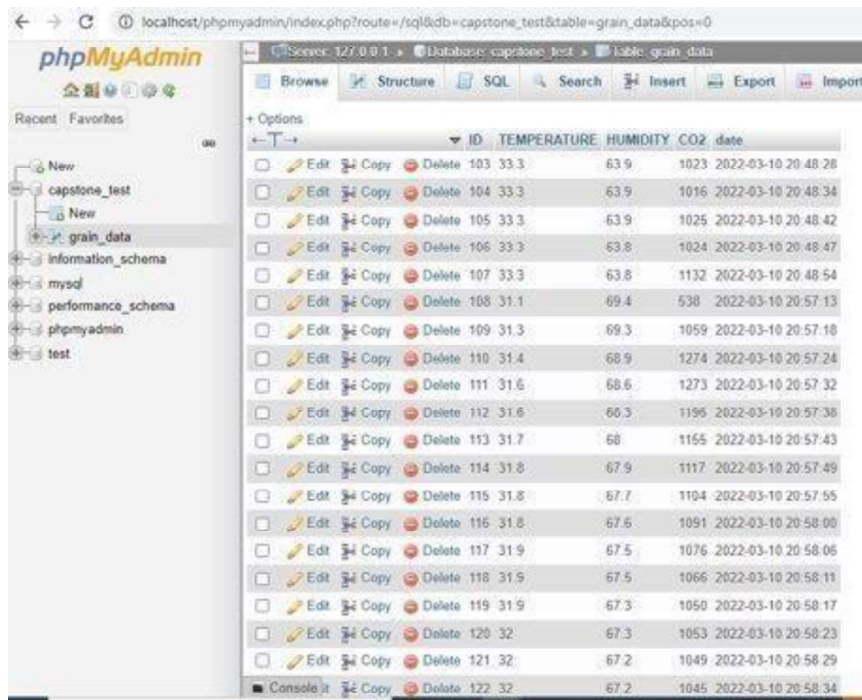 localhost/phpmyadmin/index.php?route=/sql&db=capstone_test&table=grain_data&pos=0
phpMyAdmin
Recent Favorites
New
capstone_test
New
grain_data
information_schema
mysql
performance_schema
phpmyadmin
test
Server: 127.0.0.1 » Database: capstone_test » Table: grain_data
Browse Structure SQL Search Insert Export Import
+ Options
ID TEMPERATURE HUMIDITY CO2 date
Edit Copy Delete 103 33.3 63.9 1023 2022-03-10 20:48:28
Edit Copy Delete 104 33.3 63.9 1016 2022-03-10 20:48:34
Edit Copy Delete 105 33.3 63.9 1025 2022-03-10 20:48:42
Edit Copy Delete 106 33.3 63.8 1024 2022-03-10 20:48:47
Edit Copy Delete 107 33.3 63.8 1132 2022-03-10 20:48:54
Edit Copy Delete 108 31.1 69.4 538 2022-03-10 20:57:13
Edit Copy Delete 109 31.3 69.3 1059 2022-03-10 20:57:18
Edit Copy Delete 110 31.4 68.9 1274 2022-03-10 20:57:24
Edit Copy Delete 111 31.6 68.6 1273 2022-03-10 20:57:32
Edit Copy Delete 112 31.6 68.3 1196 2022-03-10 20:57:38
Edit Copy Delete 113 31.7 68 1155 2022-03-10 20:57:43
Edit Copy Delete 114 31.8 67.9 1117 2022-03-10 20:57:49
Edit Copy Delete 115 31.8 67.7 1104 2022-03-10 20:57:55
Edit Copy Delete 116 31.8 67.6 1091 2022-03-10 20:58:00
Edit Copy Delete 117 31.9 67.5 1076 2022-03-10 20:58:06
Edit Copy Delete 118 31.9 67.5 1066 2022-03-10 20:58:11
Edit Copy Delete 119 31.9 67.3 1050 2022-03-10 20:58:17
Edit Copy Delete 120 32 67.3 1053 2022-03-10 20:58:23
Edit Copy Delete 121 32 67.2 1049 2022-03-10 20:58:29
Console Copy Delete 122 32 67.2 1045 2022-03-10 20:58:34